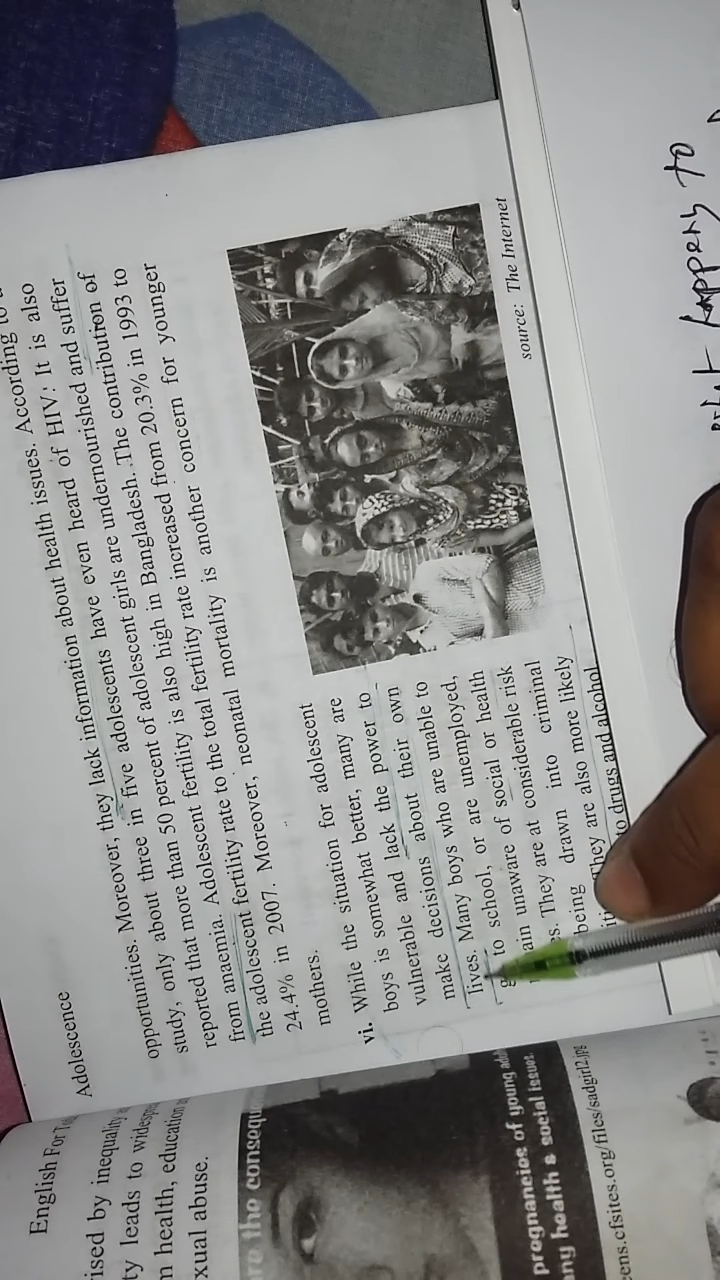 English For
Adolescence
opportunities. Moreover, they lack information about health issues. According to a
study, only about three in five adolescents have even heard of HIV: It is also
reported that more than 50 percent of adolescent girls are undernourished and suffer
from anaemia. Adolescent fertility is also high in Bangladesh. The contribution of
the adolescent fertility rate to the total fertility rate increased from 20.3% in 1993 to
24.4% in 2007. Moreover, neonatal mortality is another concern for younger
mothers.
vi. While the situation for adolescent
boys is somewhat better, many are
vulnerable and lack the power to
make decisions about their own
lives. Many boys who are unable to
to school, or are unemployed,
unaware of social or health
They are at considerable risk
being drawn into criminal
They are also more likely
drugs and alcohol.
source: The Internet
ised by inequality
ty leads to
health, education
xual abuse.
the
pregnancies of young
ng health & social issues.
ens.cfsites.org/files/sadgirl2.jpg
to